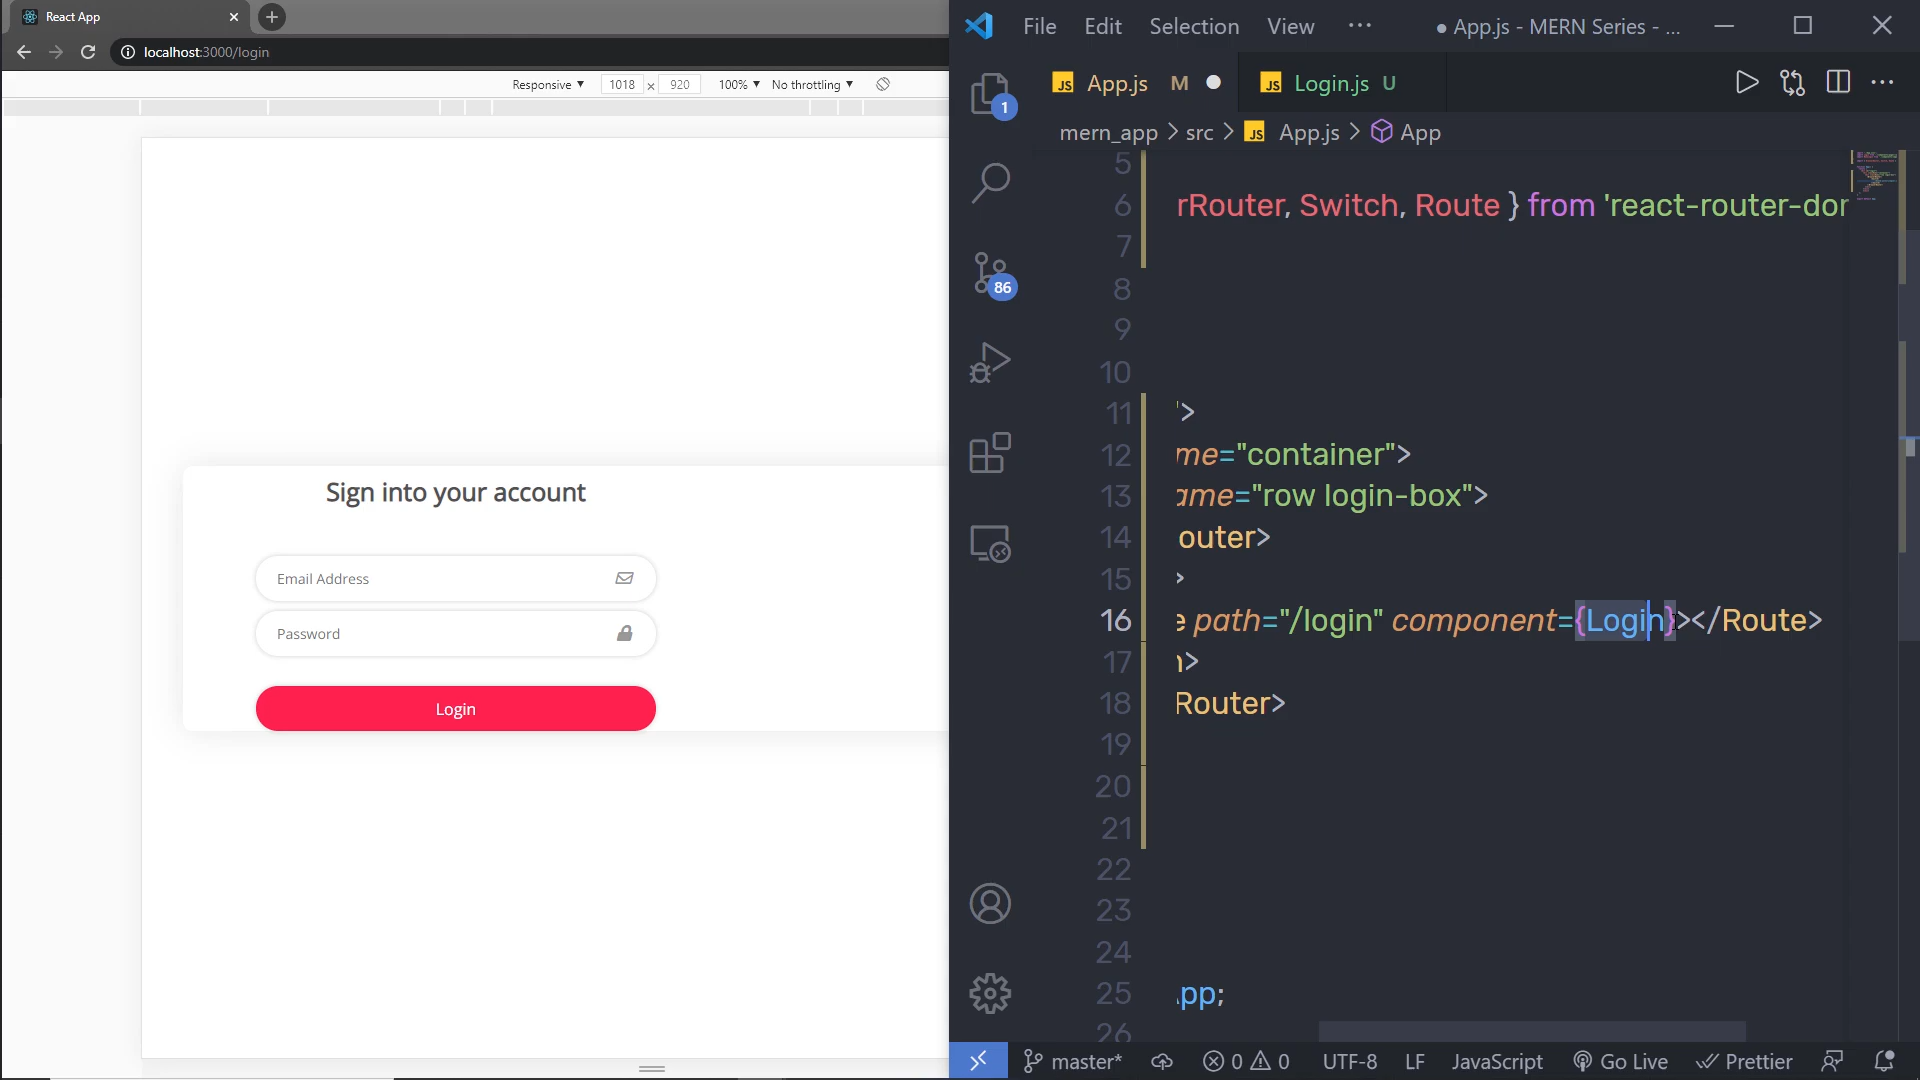 React App
localhost:3000/login
Responsive 1018 x 920 100% No throttling
Sign into your account
Email Address
Password
Login
File Edit Selection View ···
● App.js - MERN Series - ...
JS App.js M ● JS Login.js U
mern_app > src > JS App.js > App
1
86
5
6 rRouter, Switch, Route } from 'react-router-dor
7
8
9
10
11 '>
12 me="container">
13 ame="row login-box">
14 outer>
15 >
16 e path="/login" component={Login}></Route>
17 >
18 Router>
19
20
21
22
23
24
25 App;
26
master* 0 0 UTF-8 LF JavaScript Go Live Prettier